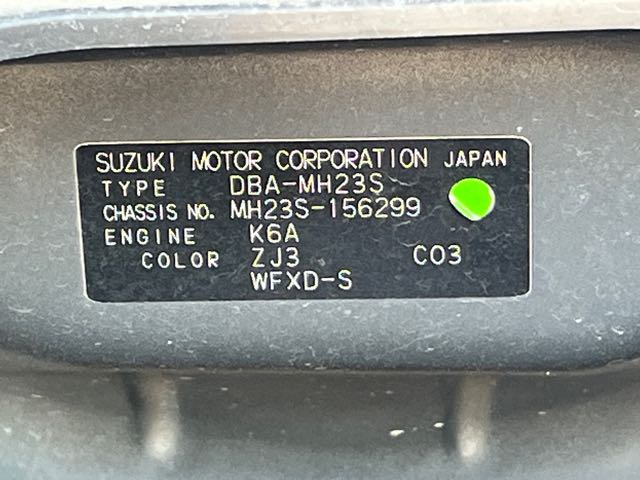 SUZUKI MOTOR CORPORATION JAPAN
TYPE DBA-MH23S
CHASSIS NO. MH23S-156299
ENGINE K6A
COLOR ZJ3 C03
WFXD-S